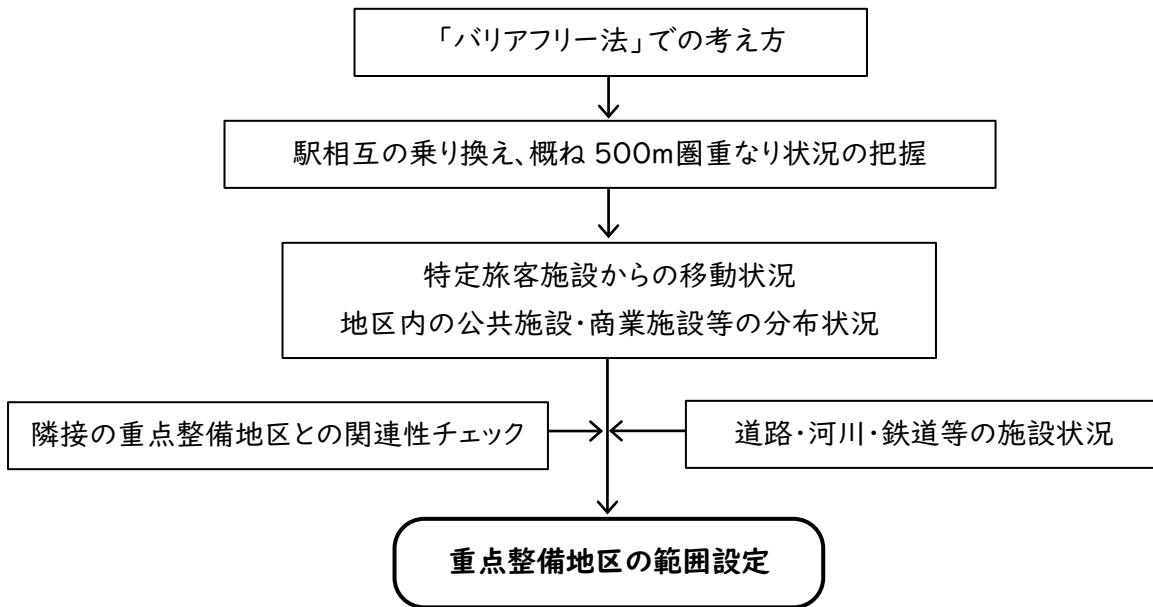 「バリアフリー法」での考え方
駅相互の乗り換え、概ね 500m圏重なり状況の把握
特定旅客施設からの移動状況
地区内の公共施設・商業施設等の分布状況
隣接の重点整備地区との関連性チェック
道路・河川・鉄道等の施設状況
重点整備地区の範囲設定